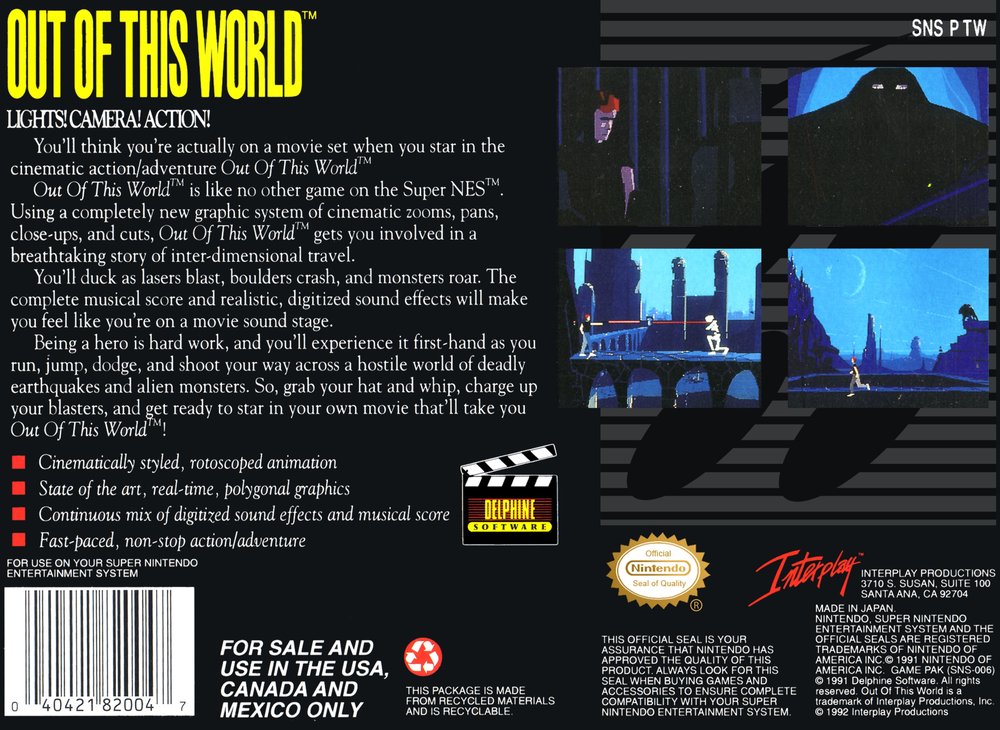 OUT OF THIS WORLD™
SNS P TW
LIGHTS! CAMERA! ACTION!
You'll think you're actually on a movie set when you star in the
cinematic action/adventure Out Of This World™
Out Of This World™ is like no other game on the Super NES™.
Using a completely new graphic system of cinematic zooms, pans,
close-ups, and cuts, Out Of This World™ gets you involved in a
breathtaking story of inter-dimensional travel.
You'll duck as lasers blast, boulders crash, and monsters roar. The
complete musical score and realistic, digitized sound effects will make
you feel like you're on a movie sound stage.
Being a hero is hard work, and you'll experience it first-hand as you
run, jump, dodge, and shoot your way across a hostile world of deadly
earthquakes and alien monsters. So, grab your hat and whip, charge up
your blasters, and get ready to star in your own movie that'll take you
Out Of This World™!
Cinematically styled, rotoscoped animation
State of the art, real-time, polygonal graphics
Continuous mix of digitized sound effects and musical score
Fast-paced, non-stop action/adventure
DELPHINE
SOFTWARE
FOR USE ON YOUR SUPER NINTENDO
ENTERTAINMENT SYSTEM
0 40421 82004 7
FOR SALE AND
USE IN THE USA,
CANADA AND
MEXICO ONLY
THIS PACKAGE IS MADE
FROM RECYCLED MATERIALS
AND IS RECYCLABLE.
Official
Nintendo
Seal of Quality
®
THIS OFFICIAL SEAL IS YOUR
ASSURANCE THAT NINTENDO HAS
APPROVED THE QUALITY OF THIS
PRODUCT. ALWAYS LOOK FOR THIS
SEAL WHEN BUYING GAMES AND
ACCESSORIES TO ENSURE COMPLETE
COMPATIBILITY WITH YOUR SUPER
NINTENDO ENTERTAINMENT SYSTEM.
Interplay™
INTERPLAY PRODUCTIONS
3710 S. SUSAN, SUITE 100
SANTA ANA, CA 92704
MADE IN JAPAN.
NINTENDO, SUPER NINTENDO
ENTERTAINMENT SYSTEM AND THE
OFFICIAL SEALS ARE REGISTERED
TRADEMARKS OF NINTENDO OF
AMERICA INC. © 1991 NINTENDO OF
AMERICA INC. GAME PAK (SNS-006)
© 1991 Delphine Software. All rights
reserved. Out Of This World is a
trademark of Interplay Productions, Inc.
© 1992 Interplay Productions